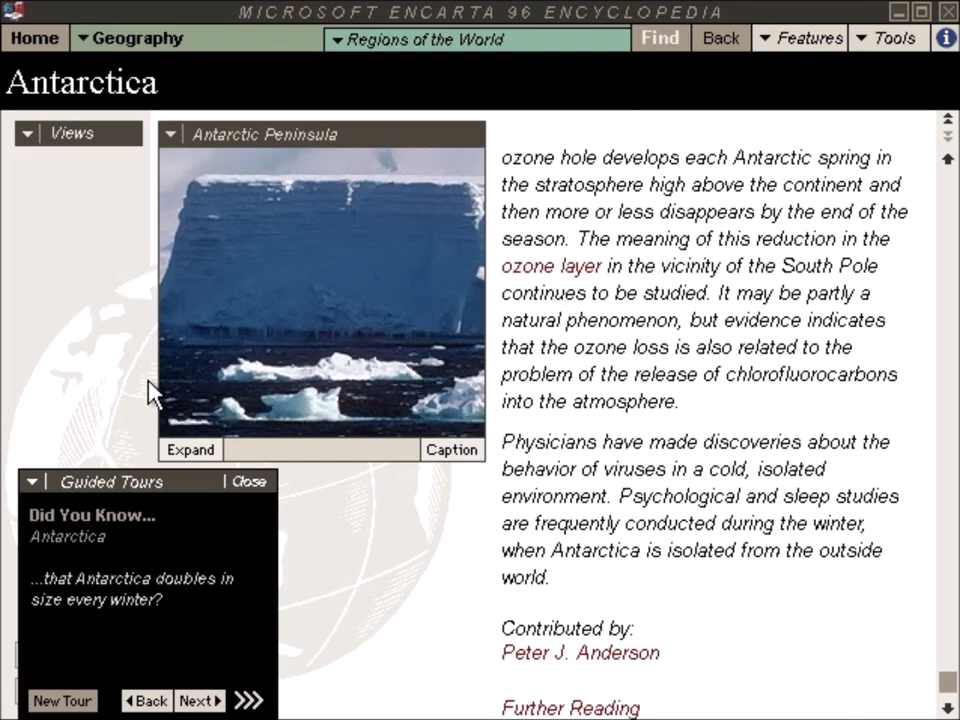 MICROSOFT ENCARTA 96 ENCYCLOPEDIA
Home Geography Regions of the World Find Back Features Tools i
Antarctica
Views
Antarctic Peninsula
Expand Caption
ozone hole develops each Antarctic spring in
the stratosphere high above the continent and
then more or less disappears by the end of the
season. The meaning of this reduction in the
ozone layer in the vicinity of the South Pole
continues to be studied. It may be partly a
natural phenomenon, but evidence indicates
that the ozone loss is also related to the
problem of the release of chlorofluorocarbons
into the atmosphere.
Physicians have made discoveries about the
behavior of viruses in a cold, isolated
environment. Psychological and sleep studies
are frequently conducted during the winter,
when Antarctica is isolated from the outside
world.
Contributed by:
Peter J. Anderson
Further Reading
Guided Tours Close
Did You Know...
Antarctica
...that Antarctica doubles in
size every winter?
New Tour Back Next